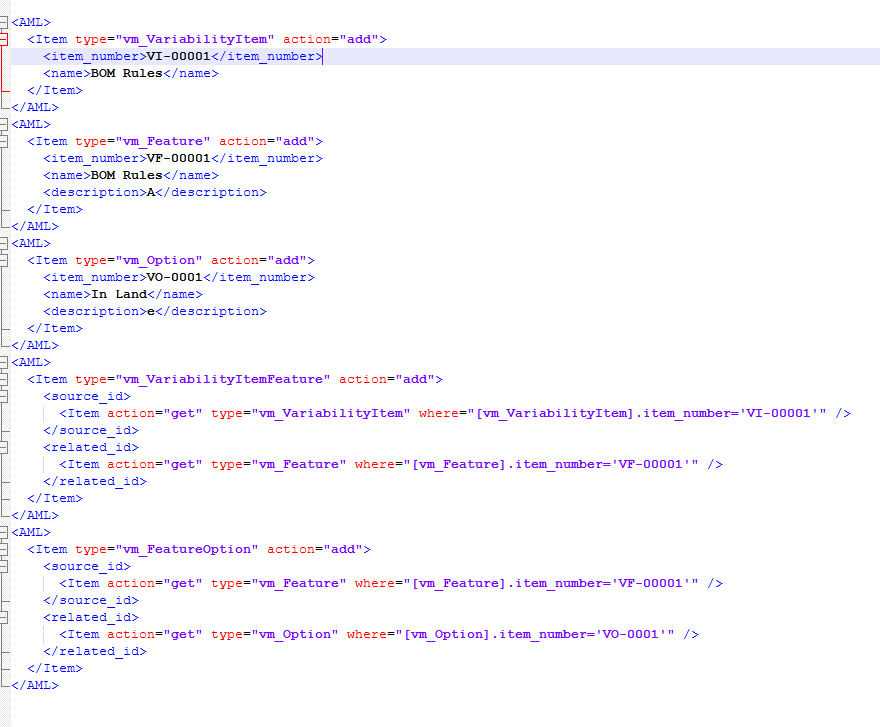 <AML>
<Item type="vm_VariabilityItem" action="add">
<item_number>VI-00001</item_number>
<name>BOM Rules</name>
</Item>
</AML>
<AML>
<Item type="vm_Feature" action="add">
<item_number>VF-00001</item_number>
<name>BOM Rules</name>
<description>A</description>
</Item>
</AML>
<AML>
<Item type="vm_Option" action="add">
<item_number>VO-0001</item_number>
<name>In Land</name>
<description>e</description>
</Item>
</AML>
<AML>
<Item type="vm_VariabilityItemFeature" action="add">
<source_id>
<Item action="get" type="vm_VariabilityItem" where="[vm_VariabilityItem].item_number='VI-00001'" />
</source_id>
<related_id>
<Item action="get" type="vm_Feature" where="[vm_Feature].item_number='VF-00001'" />
</related_id>
</Item>
</AML>
<AML>
<Item type="vm_FeatureOption" action="add">
<source_id>
<Item action="get" type="vm_Feature" where="[vm_Feature].item_number='VF-00001'" />
</source_id>
<related_id>
<Item action="get" type="vm_Option" where="[vm_Option].item_number='VO-0001'" />
</related_id>
</Item>
</AML>